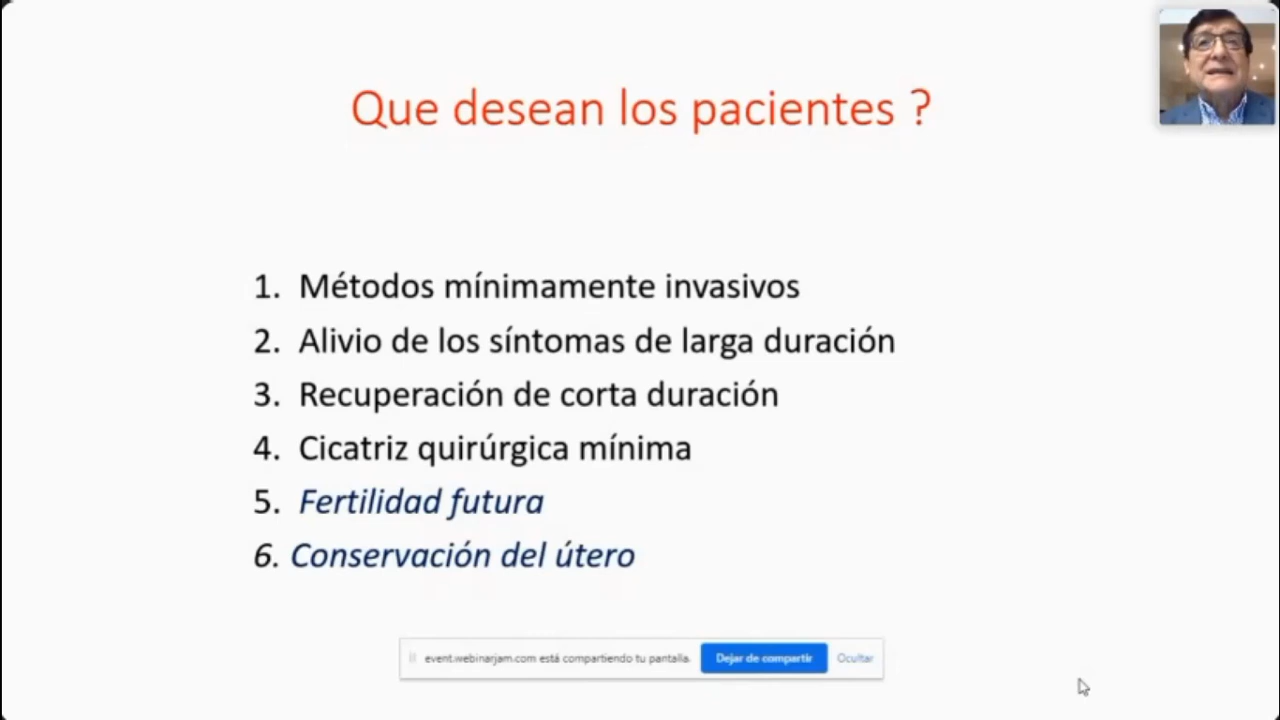 Que desean los pacientes ?
1. Métodos mínimamente invasivos
2. Alivio de los síntomas de larga duración
3. Recuperación de corta duración
4. Cicatriz quirúrgica mínima
5. Fertilidad futura
6. Conservación del útero
event.webinarjam.com está compartiendo tu pantalla. Dejar de compartir Ocultar